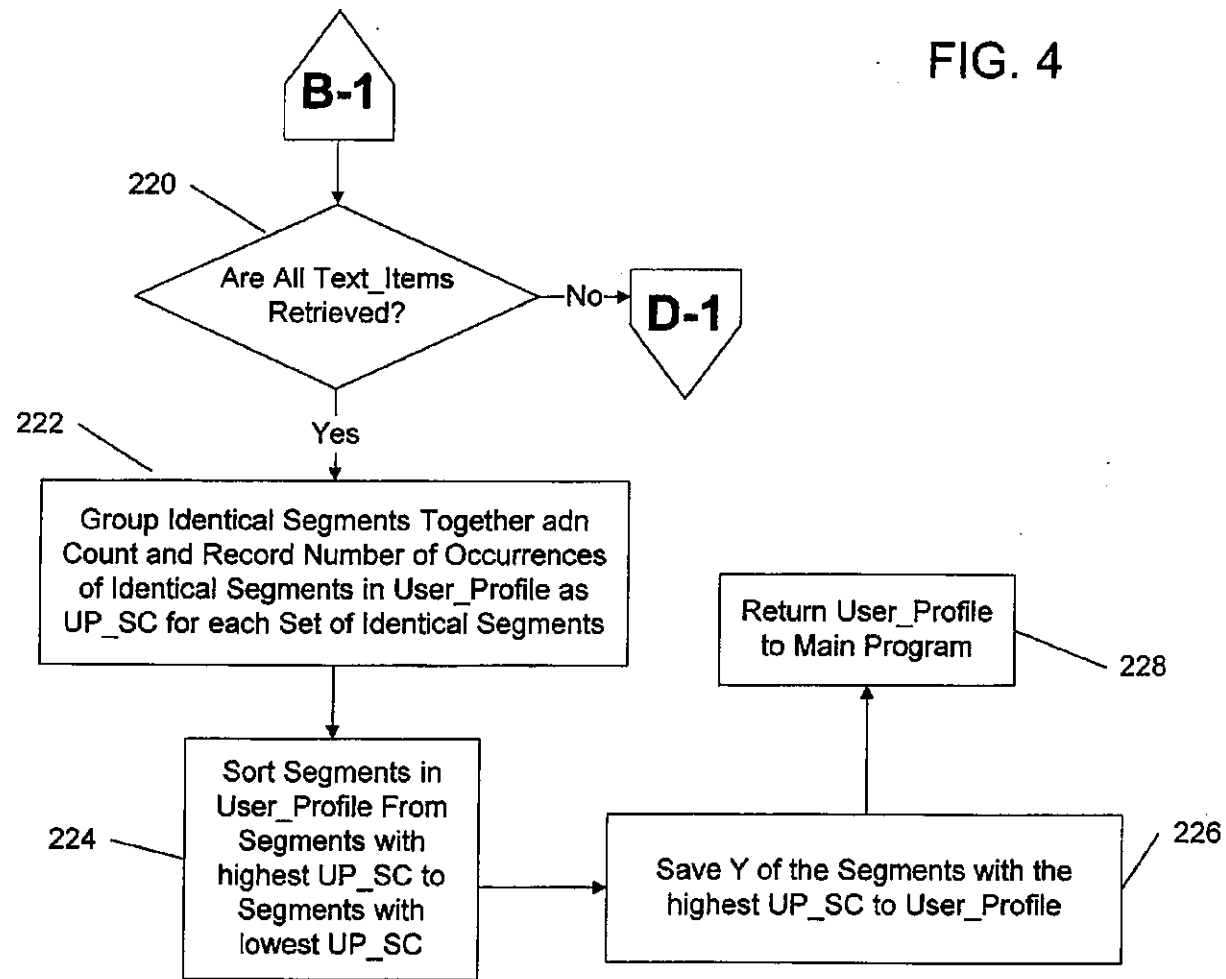 FIG. 4
B-1
220
Are All Text_Items
Retrieved?
No
D-1
Yes
222
Group Identical Segments Together adn
Count and Record Number of Occurrences
of Identical Segments in User_Profile as
UP_SC for each Set of Identical Segments
Return User_Profile
to Main Program
228
224
Sort Segments in
User_Profile From
Segments with
highest UP_SC to
Segments with
lowest UP_SC
Save Y of the Segments with the
highest UP_SC to User_Profile
226